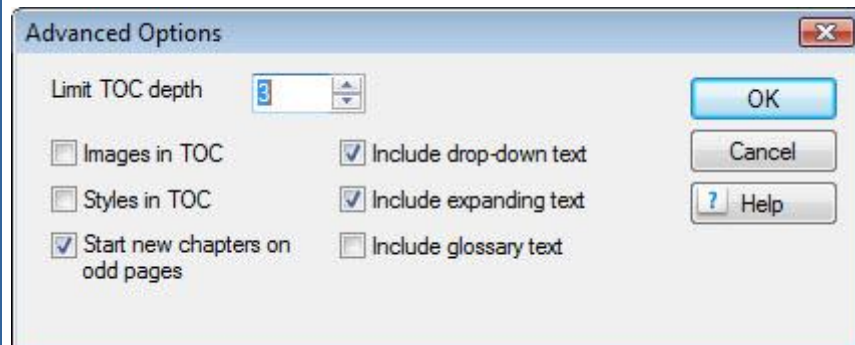 Advanced Options
Limit TOC depth 3
OK
Images in TOC
Include drop-down text
Cancel
Styles in TOC
Include expanding text
? Help
Start new chapters on
odd pages
Include glossary text